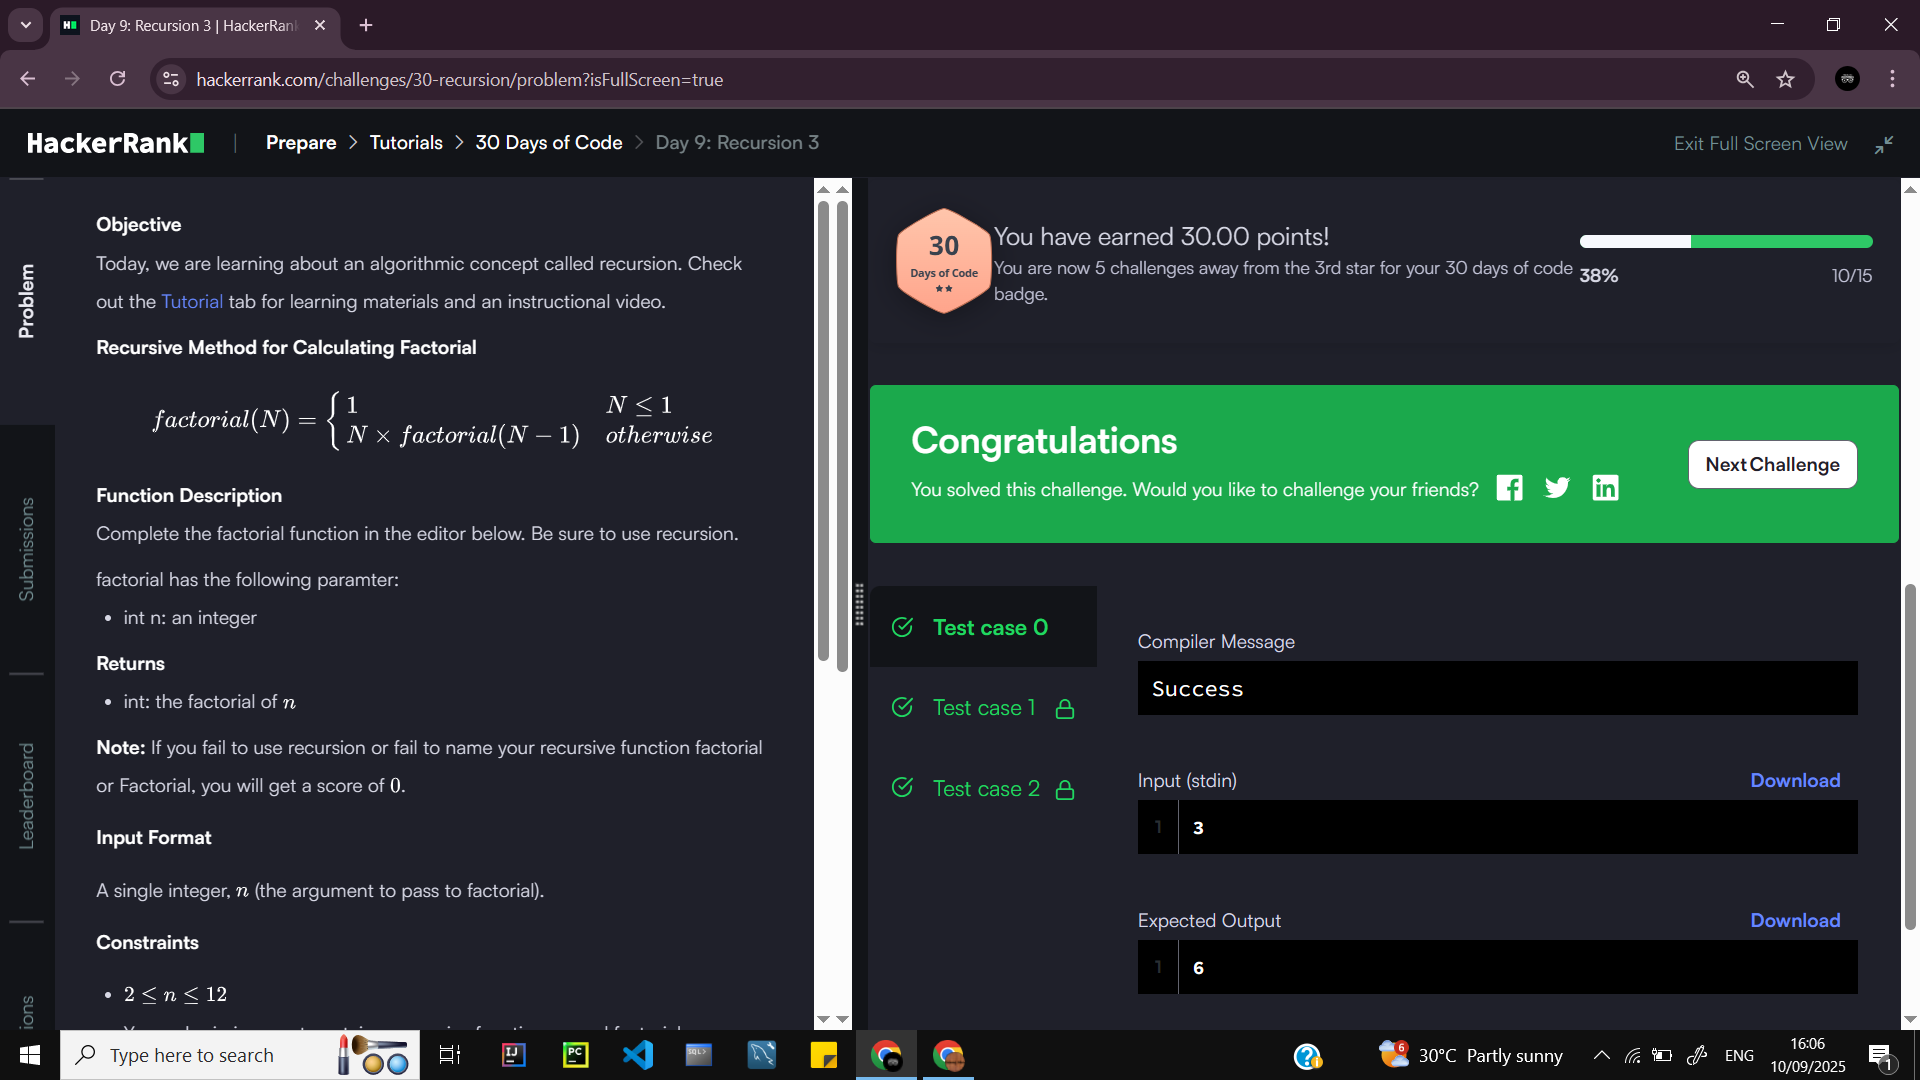 Day 9: Recursion 3 | HackerRank
hackerrank.com/challenges/30-recursion/problem?isFullScreen=true
HackerRank
Prepare > Tutorials > 30 Days of Code > Day 9: Recursion 3
Exit Full Screen View
Problem
Submissions
Leaderboard
Objective
Today, we are learning about an algorithmic concept called recursion. Check
out the Tutorial tab for learning materials and an instructional video.
Recursive Method for Calculating Factorial
factorial(N) = { 1 N ≤ 1
N × factorial(N − 1) otherwise
Function Description
Complete the factorial function in the editor below. Be sure to use recursion.
factorial has the following paramter:
• int n: an integer
Returns
• int: the factorial of n
Note: If you fail to use recursion or fail to name your recursive function factorial
or Factorial, you will get a score of 0.
Input Format
A single integer, n (the argument to pass to factorial).
Constraints
• 2 ≤ n ≤ 12
30
Days of Code
You have earned 30.00 points!
You are now 5 challenges away from the 3rd star for your 30 days of code
badge.
38% 10/15
Congratulations
You solved this challenge. Would you like to challenge your friends?
Next Challenge
Test case 0
Test case 1
Test case 2
Compiler Message
Success
Input (stdin) Download
1 3
Expected Output Download
1 6
Type here to search
IJ
PC
SQL>
6
30°C Partly sunny
ENG
16:06
10/09/2025
1